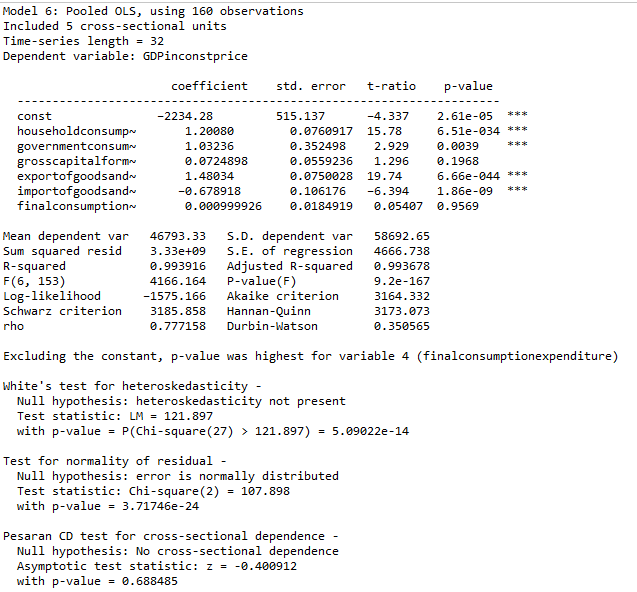 Model 6: Pooled OLS, using 160 observations
Included 5 cross-sectional units
Time-series length = 32
Dependent variable: GDPinconstprice
coefficient std. error t-ratio p-value
-----------------------------------------------------------------
const −2234.28 515.137 −4.337 2.61e-05 ***
householdconsump~ 1.20080 0.0760917 15.78 6.51e-034 ***
governmentconsum~ 1.03236 0.352498 2.929 0.0039 ***
grosscapitalform~ 0.0724898 0.0559236 1.296 0.1968
exportofgoodsand~ 1.48034 0.0750028 19.74 6.66e-044 ***
importofgoodsand~ −0.678918 0.106176 −6.394 1.86e-09 ***
finalconsumption~ 0.000999926 0.0184919 0.05407 0.9569
Mean dependent var 46793.33 S.D. dependent var 58692.65
Sum squared resid 3.33e+09 S.E. of regression 4666.738
R-squared 0.993916 Adjusted R-squared 0.993678
F(6, 153) 4166.164 P-value(F) 9.2e-167
Log-likelihood −1575.166 Akaike criterion 3164.332
Schwarz criterion 3185.858 Hannan-Quinn 3173.073
rho 0.777158 Durbin-Watson 0.350565
Excluding the constant, p-value was highest for variable 4 (finalconsumptionexpenditure)
White's test for heteroskedasticity -
Null hypothesis: heteroskedasticity not present
Test statistic: LM = 121.897
with p-value = P(Chi-square(27) > 121.897) = 5.09022e-14
Test for normality of residual -
Null hypothesis: error is normally distributed
Test statistic: Chi-square(2) = 107.898
with p-value = 3.71746e-24
Pesaran CD test for cross-sectional dependence -
Null hypothesis: No cross-sectional dependence
Asymptotic test statistic: z = -0.400912
with p-value = 0.688485